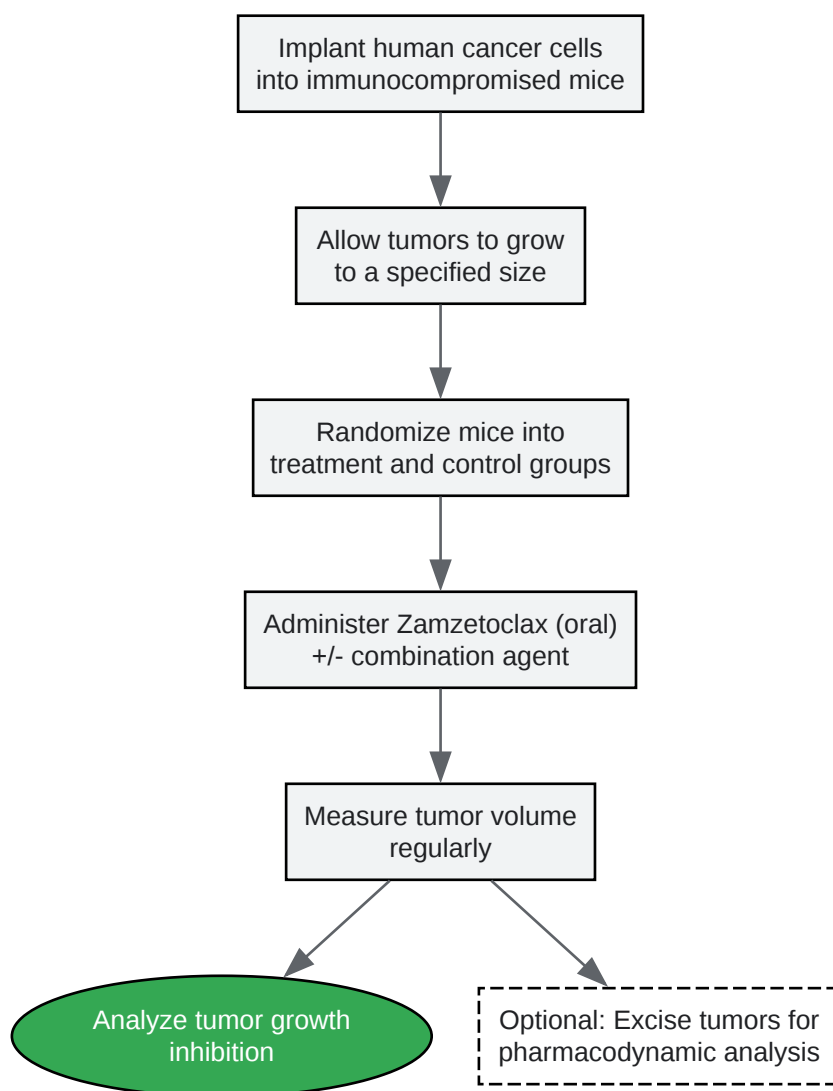 Implant human cancer cells
into immunocompromised mice
Allow tumors to grow
to a specified size
Randomize mice into
treatment and control groups
Administer Zamzetoclax (oral)
+/- combination agent
Measure tumor volume
regularly
Analyze tumor growth
inhibition
Optional: Excise tumors for
pharmacodynamic analysis